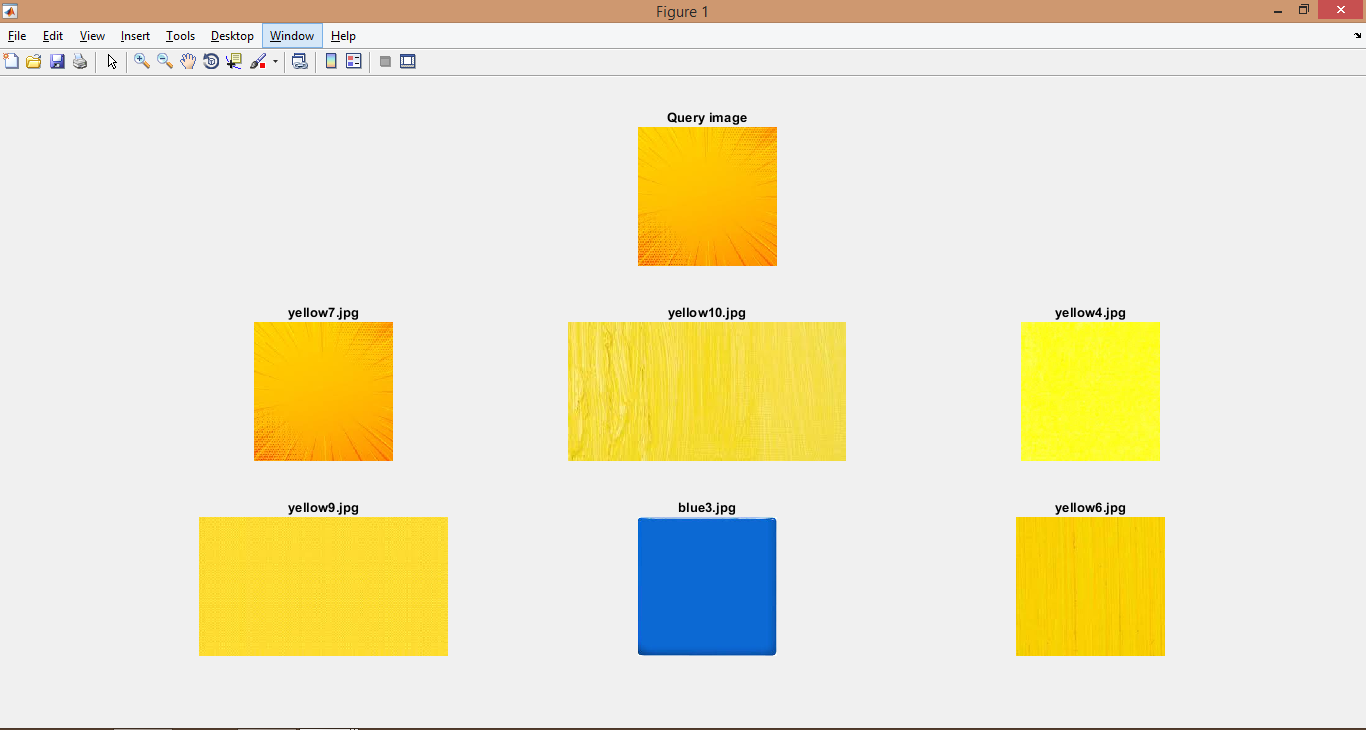 Figure 1
File Edit View Insert Tools Desktop Window Help
Query image
yellow7.jpg yellow10.jpg yellow4.jpg
yellow9.jpg blue3.jpg yellow6.jpg